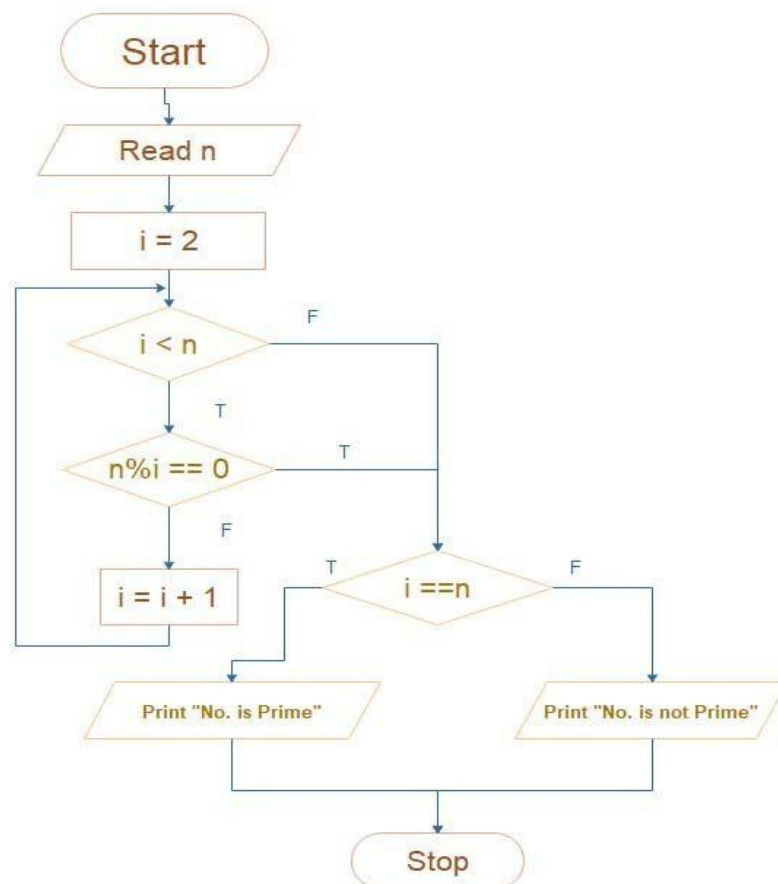 Start
Read n
i = 2
i < n
F
T
n%i == 0
T
F
i = i + 1
T
i ==n
F
Print "No. is Prime"
Print "No. is not Prime"
Stop